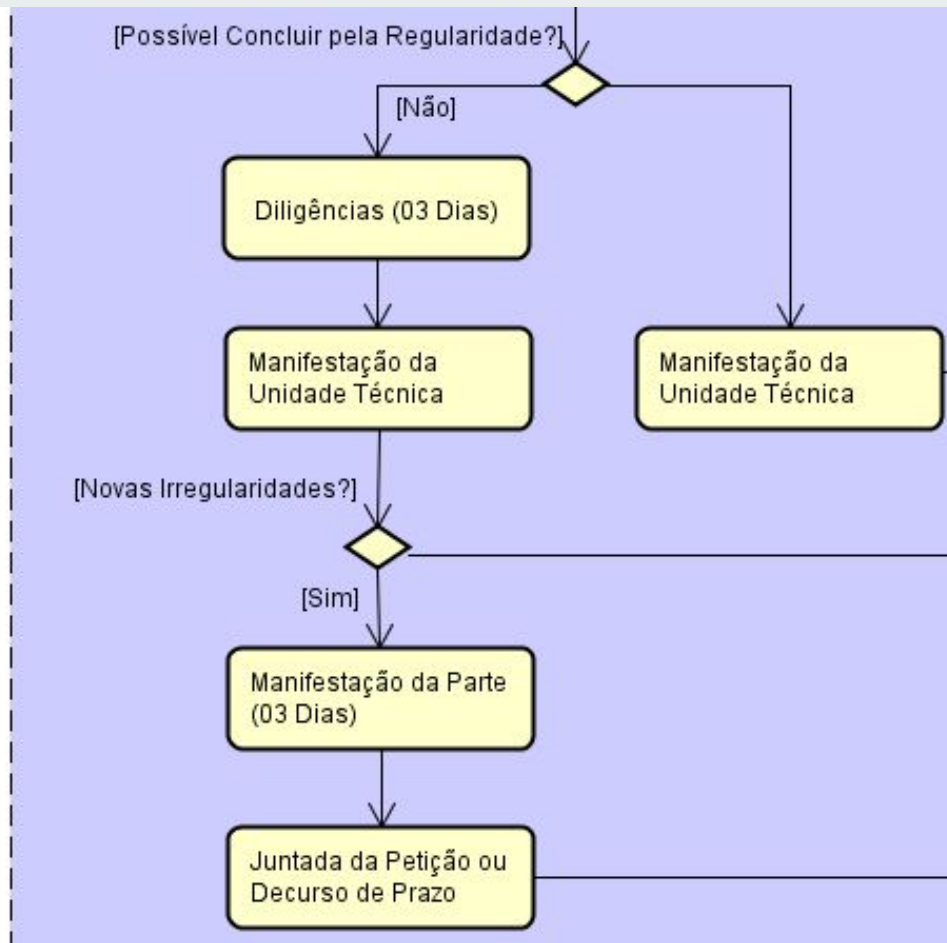 [Possível Concluir pela Regularidade?]
[Não]
Diligências (03 Dias)
Manifestação da
Unidade Técnica
Manifestação da
Unidade Técnica
[Novas Irregularidades?]
[Sim]
Manifestação da Parte
(03 Dias)
Juntada da Petição ou
Decurso de Prazo